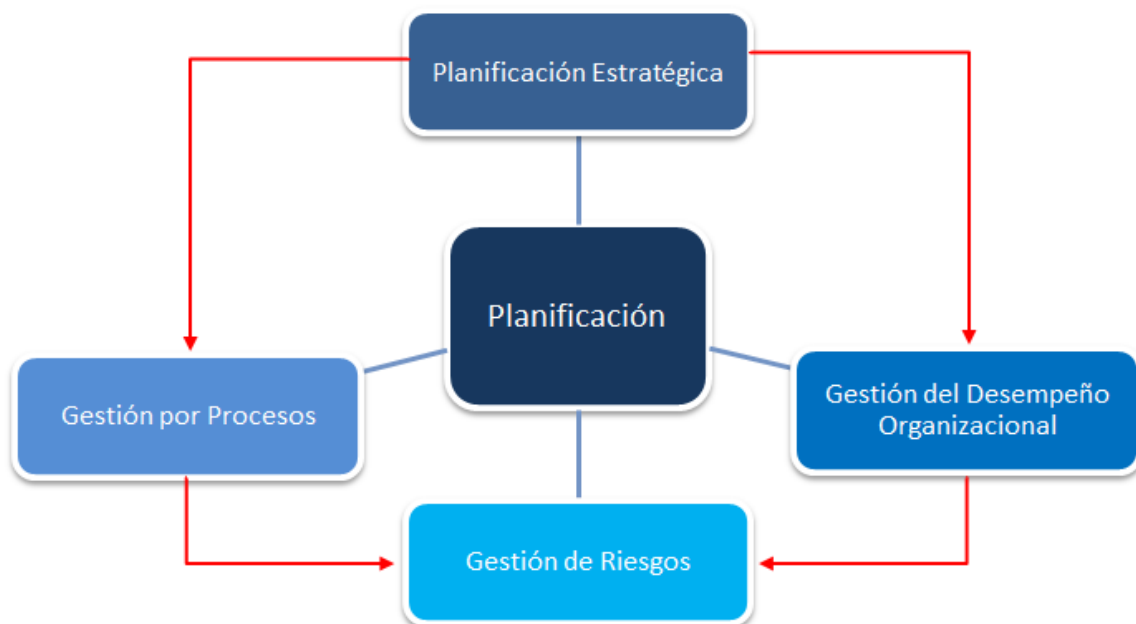 Planificación Estratégica
Planificación
Gestión por Procesos
Gestión del Desempeño
Organizacional
Gestión de Riesgos